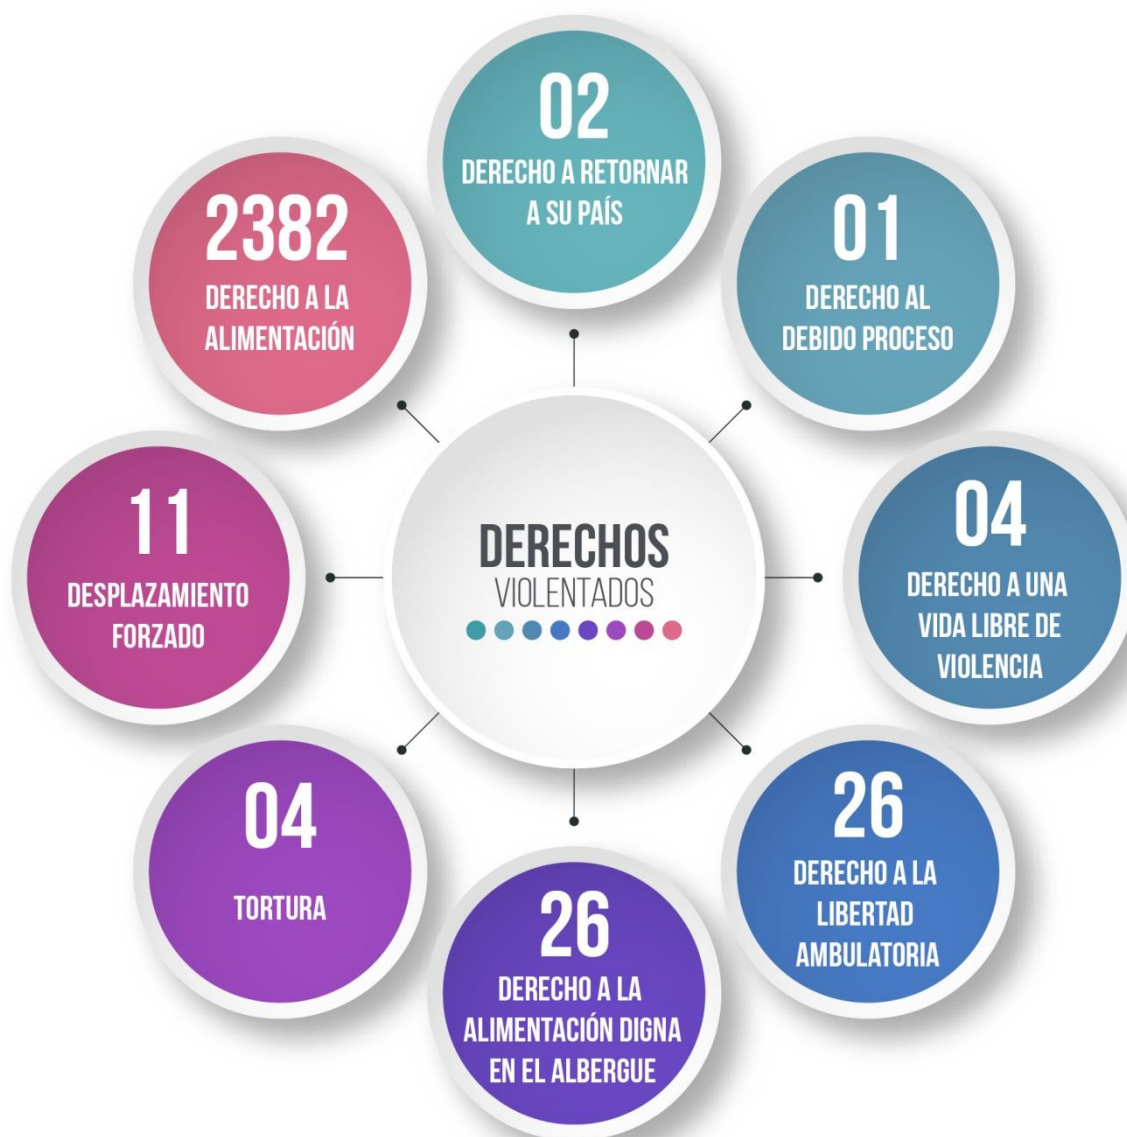 02
DERECHO A RETORNAR
A SU PAÍS
01
DERECHO AL
DEBIDO PROCESO
04
DERECHO A UNA
VIDA LIBRE DE
VIOLENCIA
26
DERECHO A LA
LIBERTAD
AMBULATORIA
26
DERECHO A LA
ALIMENTACIÓN DIGNA
EN EL ALBERGUE
04
TORTURA
11
DESPLAZAMIENTO
FORZADO
2382
DERECHO A LA
ALIMENTACIÓN
DERECHOS
VIOLENTADOS